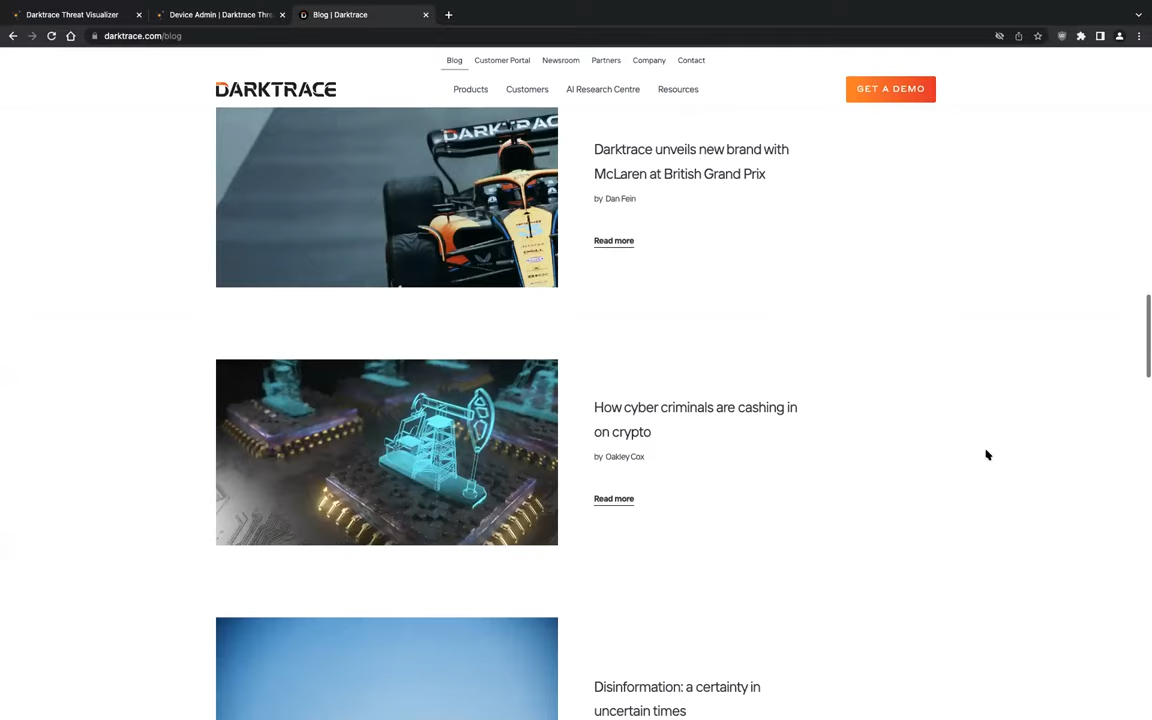 Darktrace Threat Visualizer
Device Admin | Darktrace Thre
Blog | Darktrace
darktrace.com/blog
Blog
Customer Portal
Newsroom
Partners
Company
Contact
DARKTRACE
Products
Customers
AI Research Centre
Resources
GET A DEMO
DARKTRAC
Darktrace unveils new brand with
McLaren at British Grand Prix
by Dan Fein
Read more
How cyber criminals are cashing in
on crypto
by Oakley Cox
Read more
Disinformation: a certainty in
uncertain times